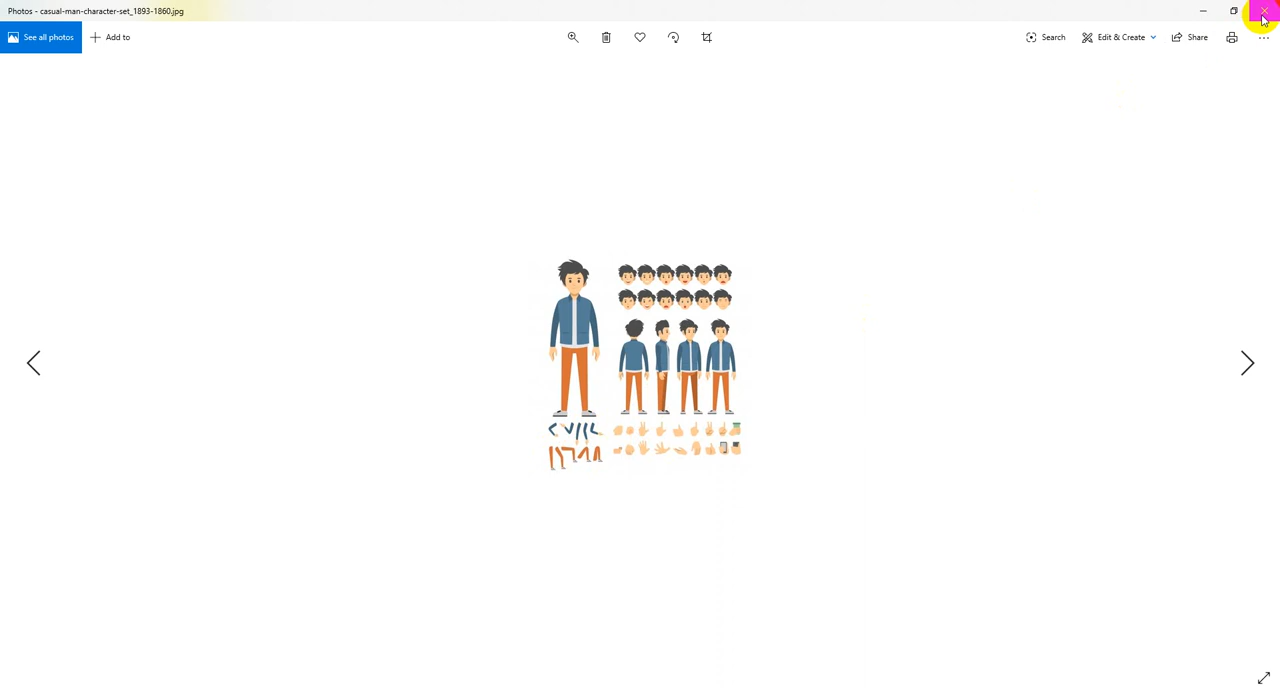 Photos - casual-man-character-set_1893-1860.jpg
See all photos
Add to
Search
Edit & Create
Share